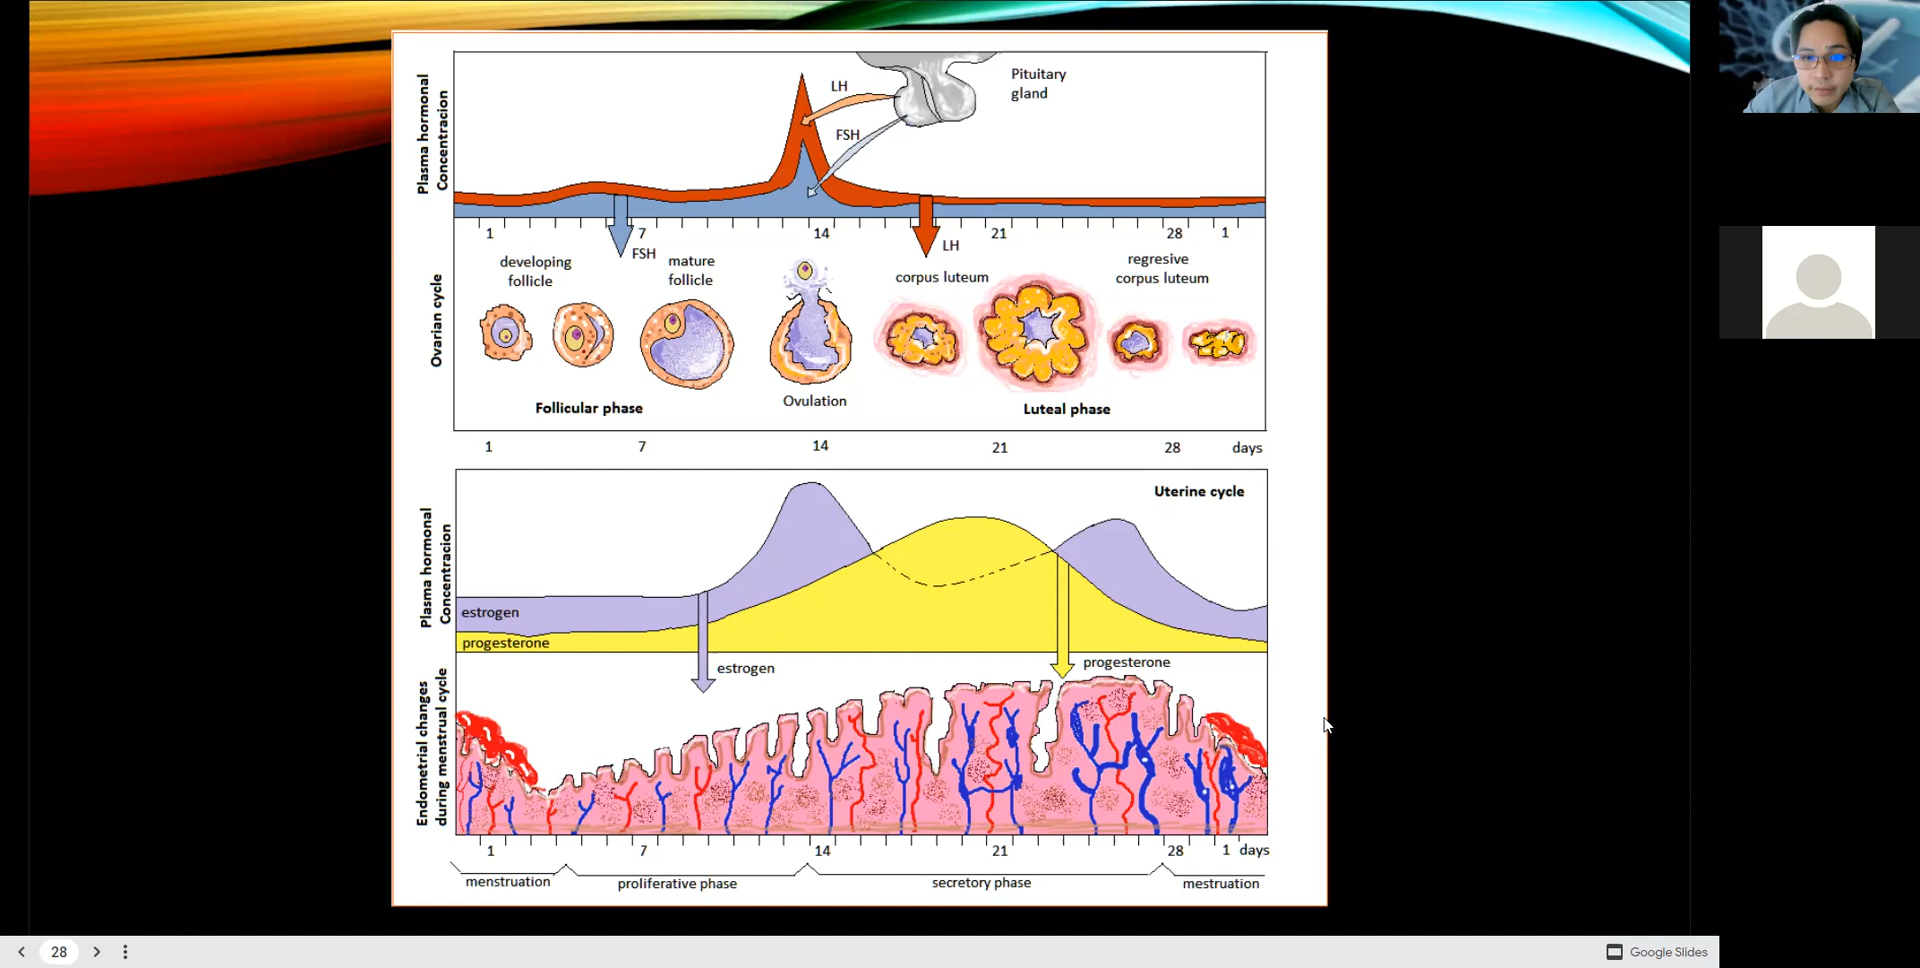 Plasma hormonal
Concentracion
LH
FSH
Pituitary
gland
1
7
14
21
28
1
FSH
LH
Ovarian cycle
developing
follicle
mature
follicle
corpus luteum
regresive
corpus luteum
Ovulation
Follicular phase
Luteal phase
1
7
14
21
28
days
Uterine cycle
Plasma hormonal
Concentracion
estrogen
progesterone
estrogen
progesterone
Endometrial changes
during menstrual cycle
1
7
14
21
28
1 days
menstruation
proliferative phase
secretory phase
mestruation
28
Google Slides